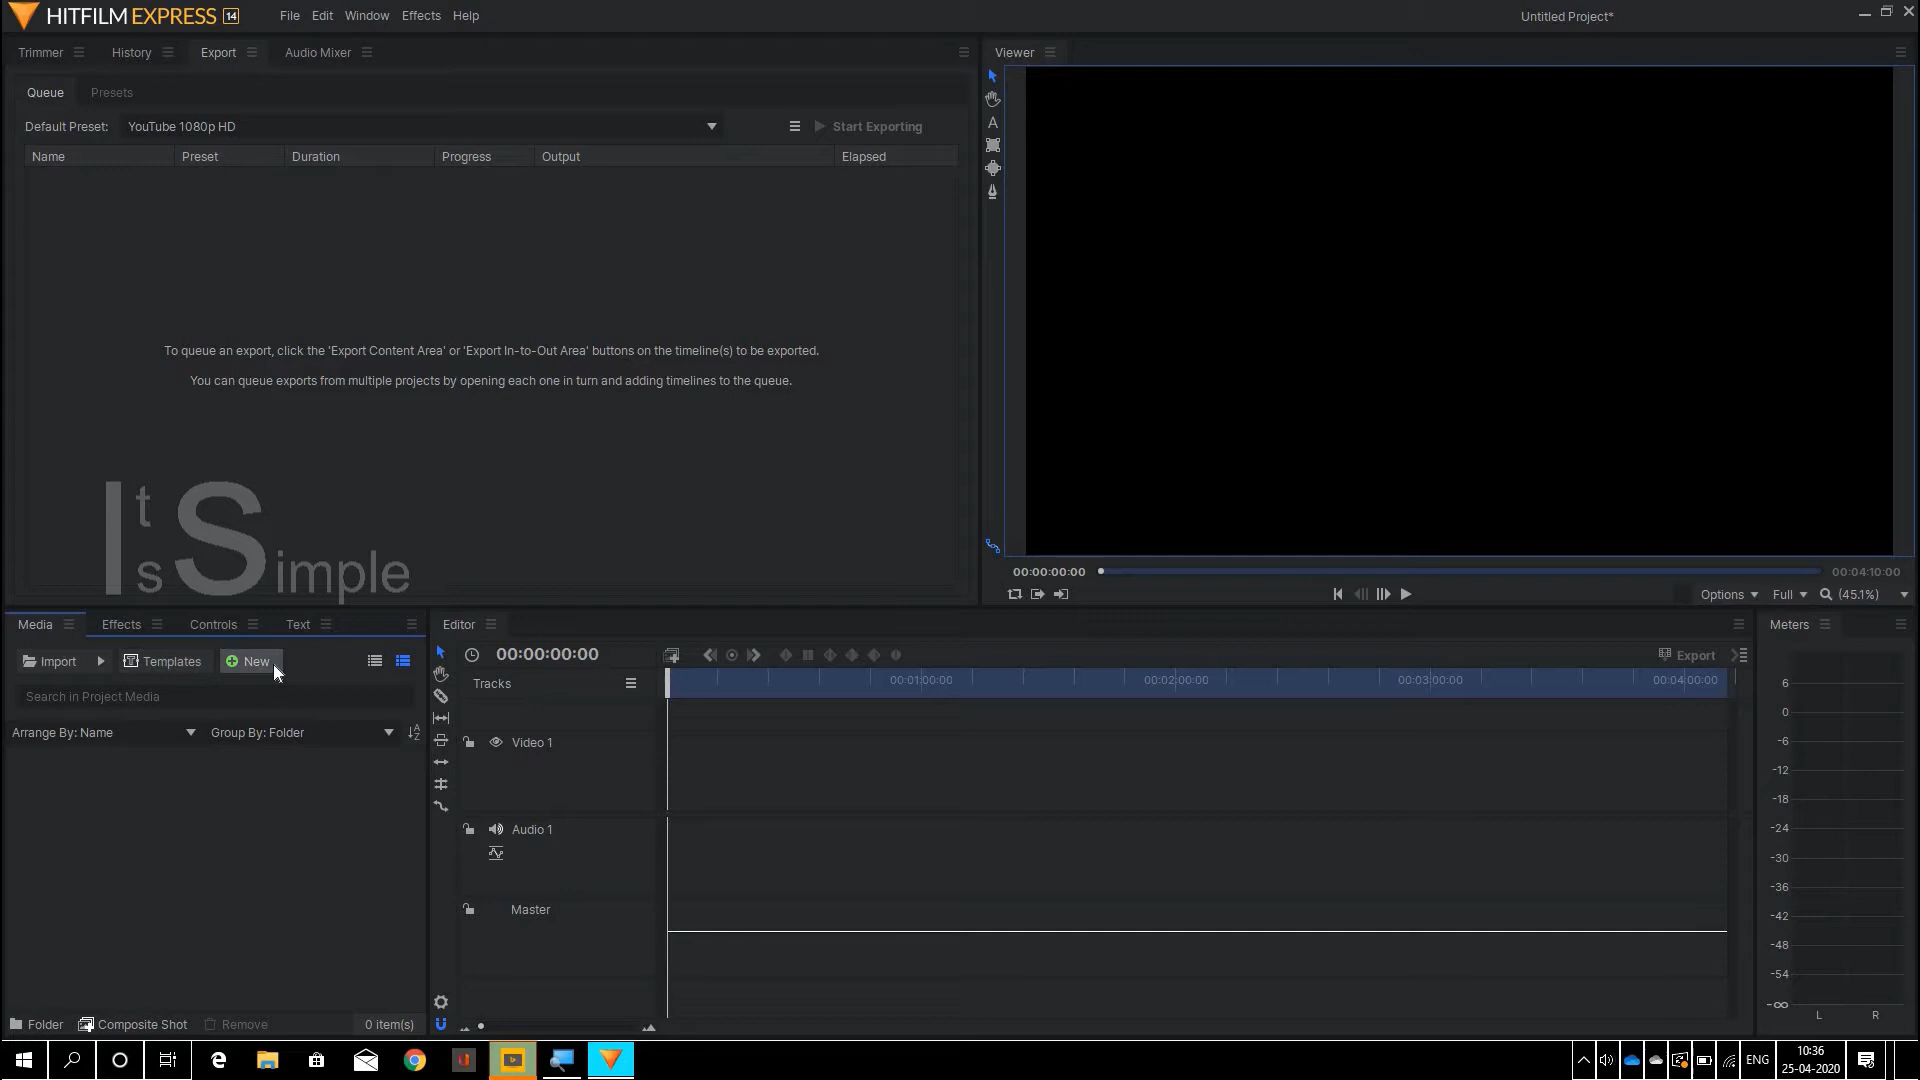 HITFILM EXPRESS 14
File Edit Window Effects Help
Untitled Project*
Trimmer History Export Audio Mixer
Viewer
Queue Presets
Default Preset: YouTube 1080p HD
Start Exporting
Name Preset Duration Progress Output Elapsed
To queue an export, click the 'Export Content Area' or 'Export In-to-Out Area' buttons on the timeline(s) to be exported.
You can queue exports from multiple projects by opening each one in turn and adding timelines to the queue.
It s Simple
00:00:00:00 00:04:10:00
Options Full (45.1%)
Media Effects Controls Text
Editor
Meters
Import Templates New
00:00:00:00
Export
Tracks
00:01:00:00 00:02:00:00 00:03:00:00 00:04:00:00
Search in Project Media
Arrange By: Name Group By: Folder
Video 1
Audio 1
Master
6
0
-6
-12
-18
-24
-30
-36
-42
-48
-54
-∞
L R
Folder Composite Shot Remove 0 item(s)
ENG
10:36
25-04-2020